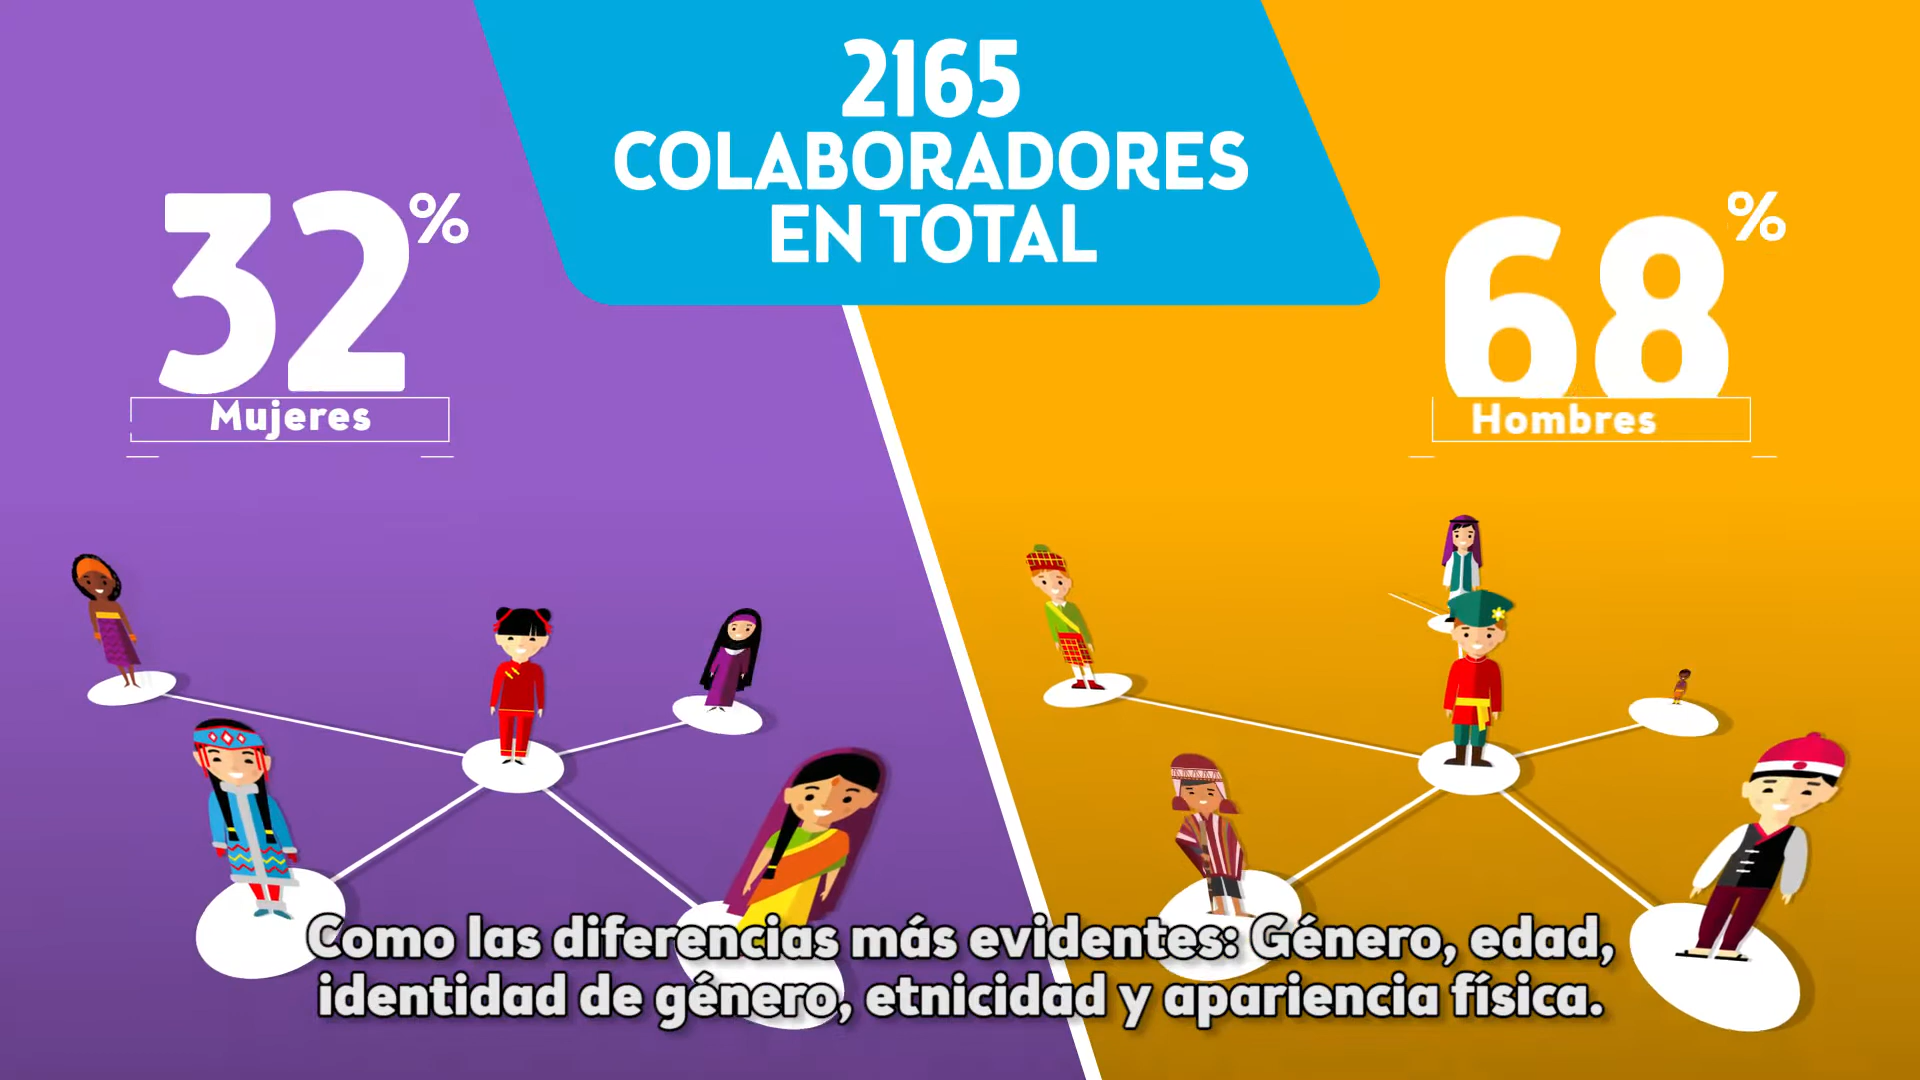 2165
COLABORADORES
EN TOTAL
32%
Mujeres
68%
Hombres
Como las diferencias más evidentes: Género, edad,
identidad de género, etnicidad y apariencia física.